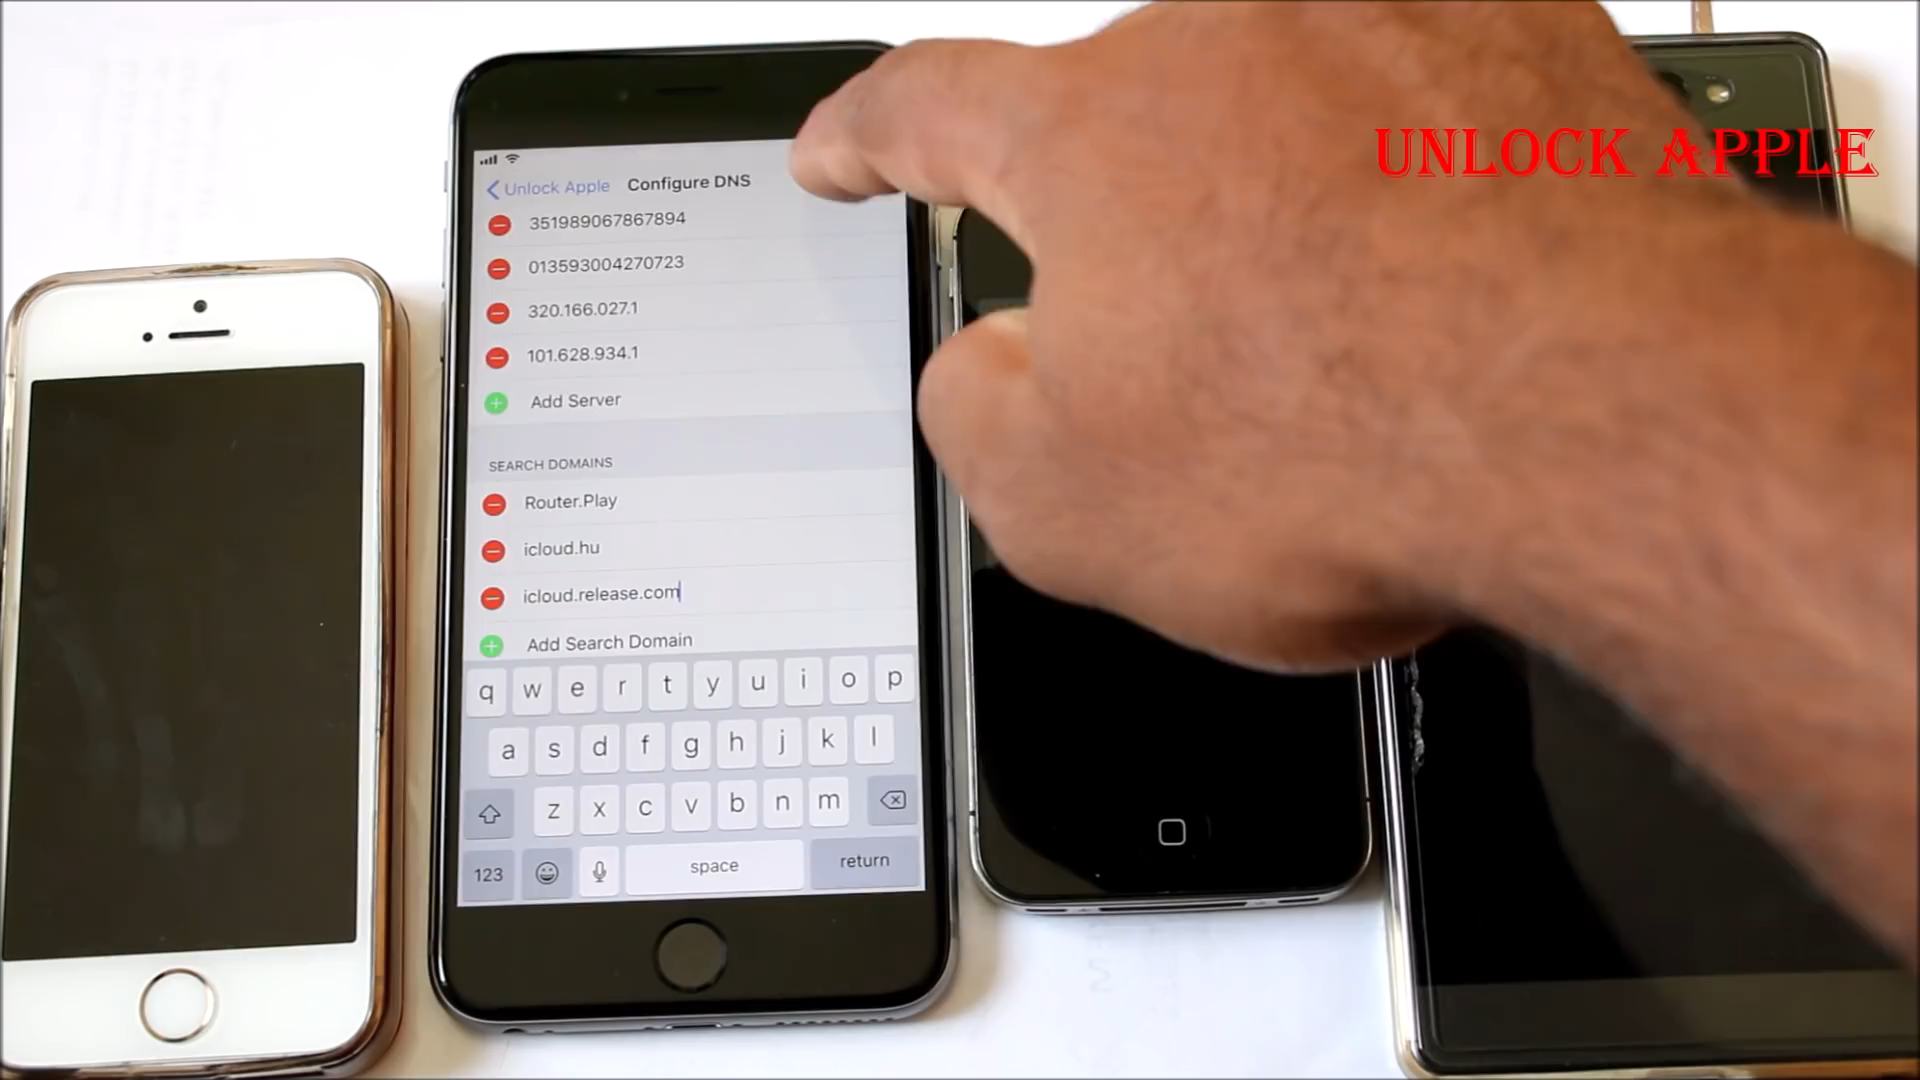 UNLOCK APPLE
Unlock Apple Configure DNS
351989067867894
013593004270723
320.166.027.1
101.628.934.1
Add Server
SEARCH DOMAINS
Router.Play
icloud.hu
icloud.release.com
Add Search Domain
q w e r t y u i o p
a s d f g h j k l
z x c v b n m
123 space return